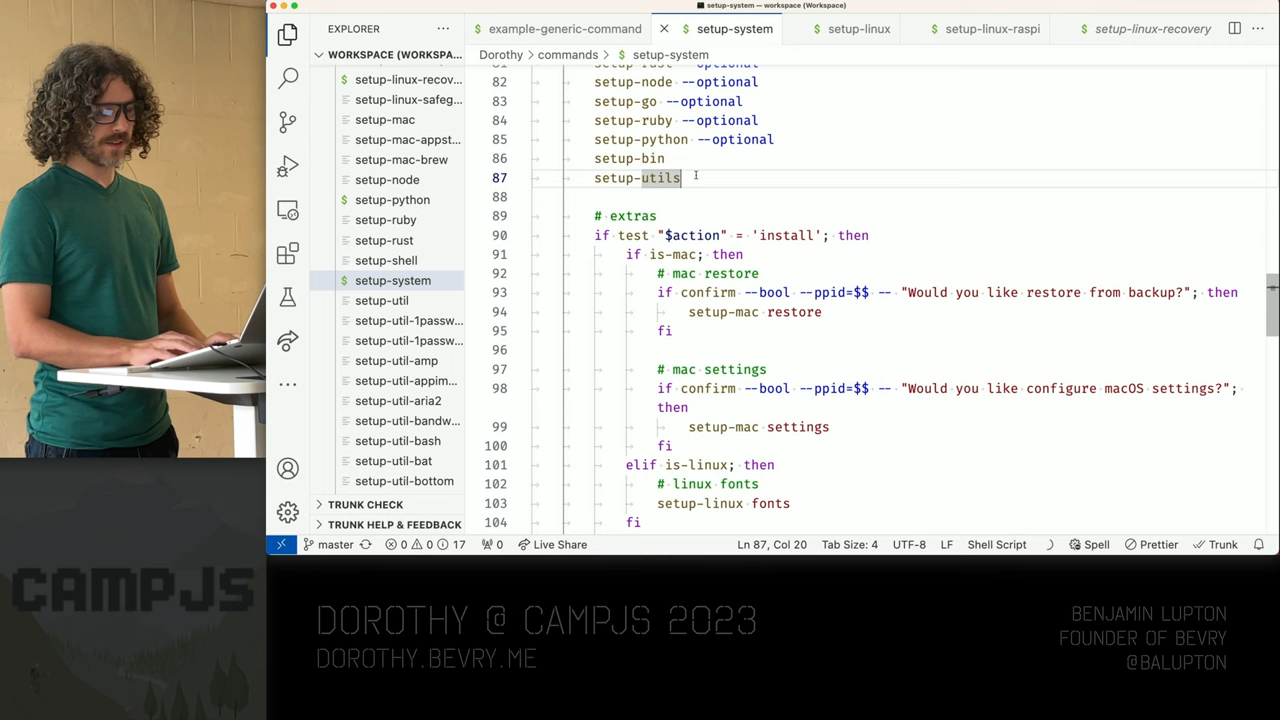 setup-system — workspace (Workspace)
EXPLORER
example-generic-command
setup-system
setup-linux
setup-linux-raspi
setup-linux-recovery
WORKSPACE (WORKSPA...
Dorothy > commands > $ setup-system
setup-linux-recov...
setup-linux-safeg...
setup-mac
setup-mac-appst...
setup-mac-brew
setup-node
setup-python
setup-ruby
setup-rust
setup-shell
setup-system
setup-util
setup-util-1passw...
setup-util-1passw...
setup-util-amp
setup-util-appim...
setup-util-aria2
setup-util-bandw...
setup-util-bash
setup-util-bat
setup-util-bottom
TRUNK CHECK
TRUNK HELP & FEEDBACK
81 setup-rust --optional
82 setup-node --optional
83 setup-go --optional
84 setup-ruby --optional
85 setup-python --optional
86 setup-bin
87 setup-utils
88
89 # extras
90 if test "$action" = 'install'; then
91 if is-mac; then
92 # mac restore
93 if confirm --bool --ppid=$$ -- "Would you like restore from backup?"; then
94 setup-mac restore
95 fi
96
97 # mac settings
98 if confirm --bool --ppid=$$ -- "Would you like configure macOS settings?";
then
99 setup-mac settings
100 fi
101 elif is-linux; then
102 # linux fonts
103 setup-linux fonts
104 fi
master 0 0 17 0 Live Share Ln 87, Col 20 Tab Size: 4 UTF-8 LF Shell Script Spell Prettier Trunk
CAMPJS
DOROTHY @ CAMPJS 2023
DOROTHY.BEVRY.ME
BENJAMIN LUPTON
FOUNDER OF BEVRY
@BALUPTON